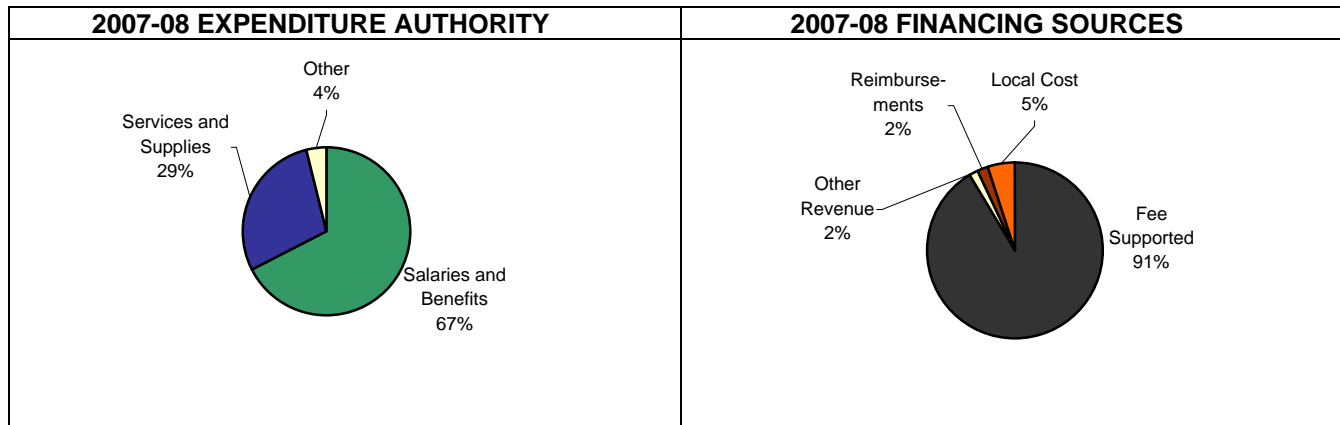 2007-08 EXPENDITURE AUTHORITY
Other
4%
Services and
Supplies
29%
Salaries and
Benefits
67%
2007-08 FINANCING SOURCES
Reimburse-
ments
2%
Local Cost
5%
Other
Revenue
2%
Fee
Supported
91%